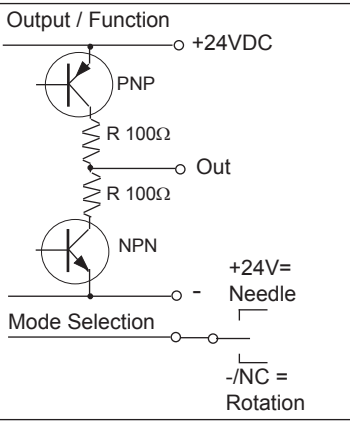 Output / Function
+24VDC
PNP
R 100Ω
Out
R 100Ω
NPN
+24V=
Needle
-
Mode Selection
-/NC =
Rotation